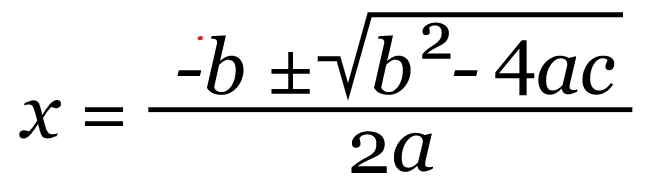 x = (-b ± √(b² - 4ac)) / 2a